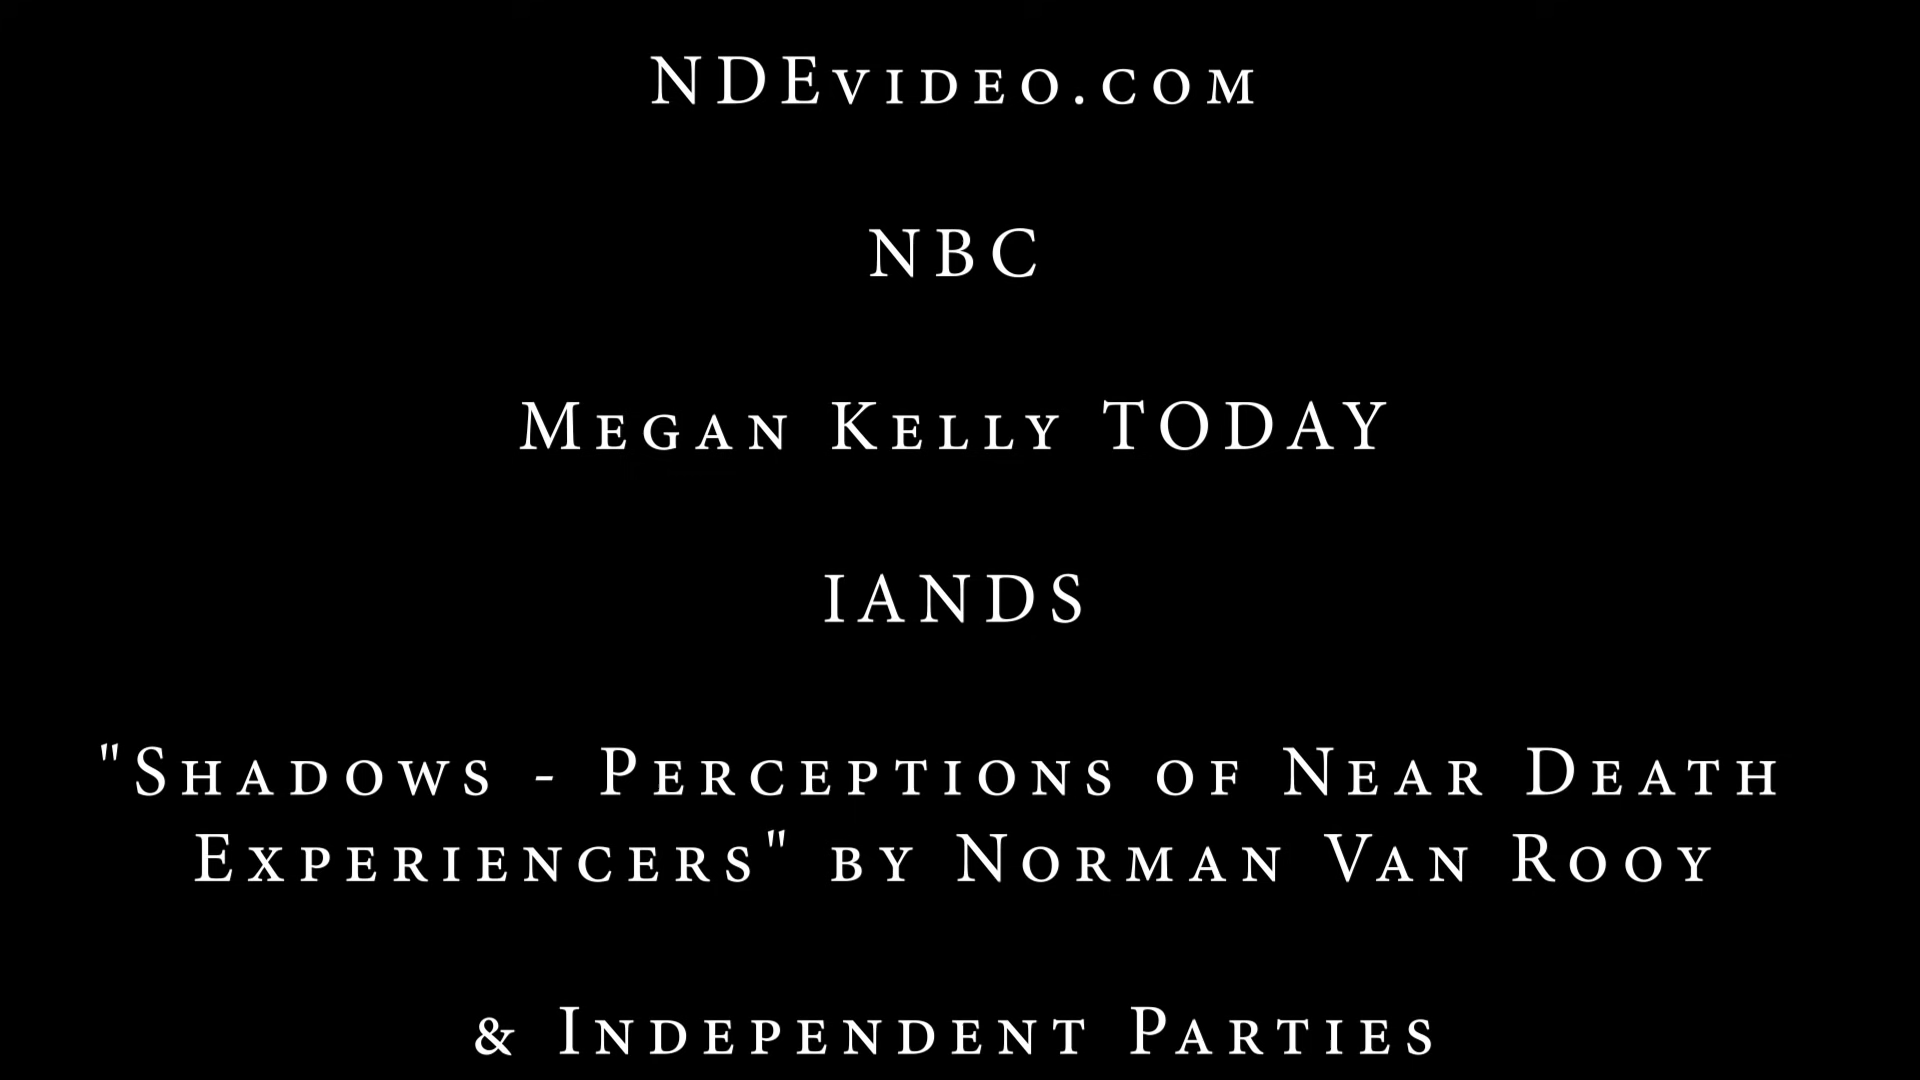 NDEvideo.com
NBC
Megan Kelly TODAY
IANDS
"Shadows - Perceptions of Near Death
Experiencers" by Norman Van Rooy
& Independent Parties